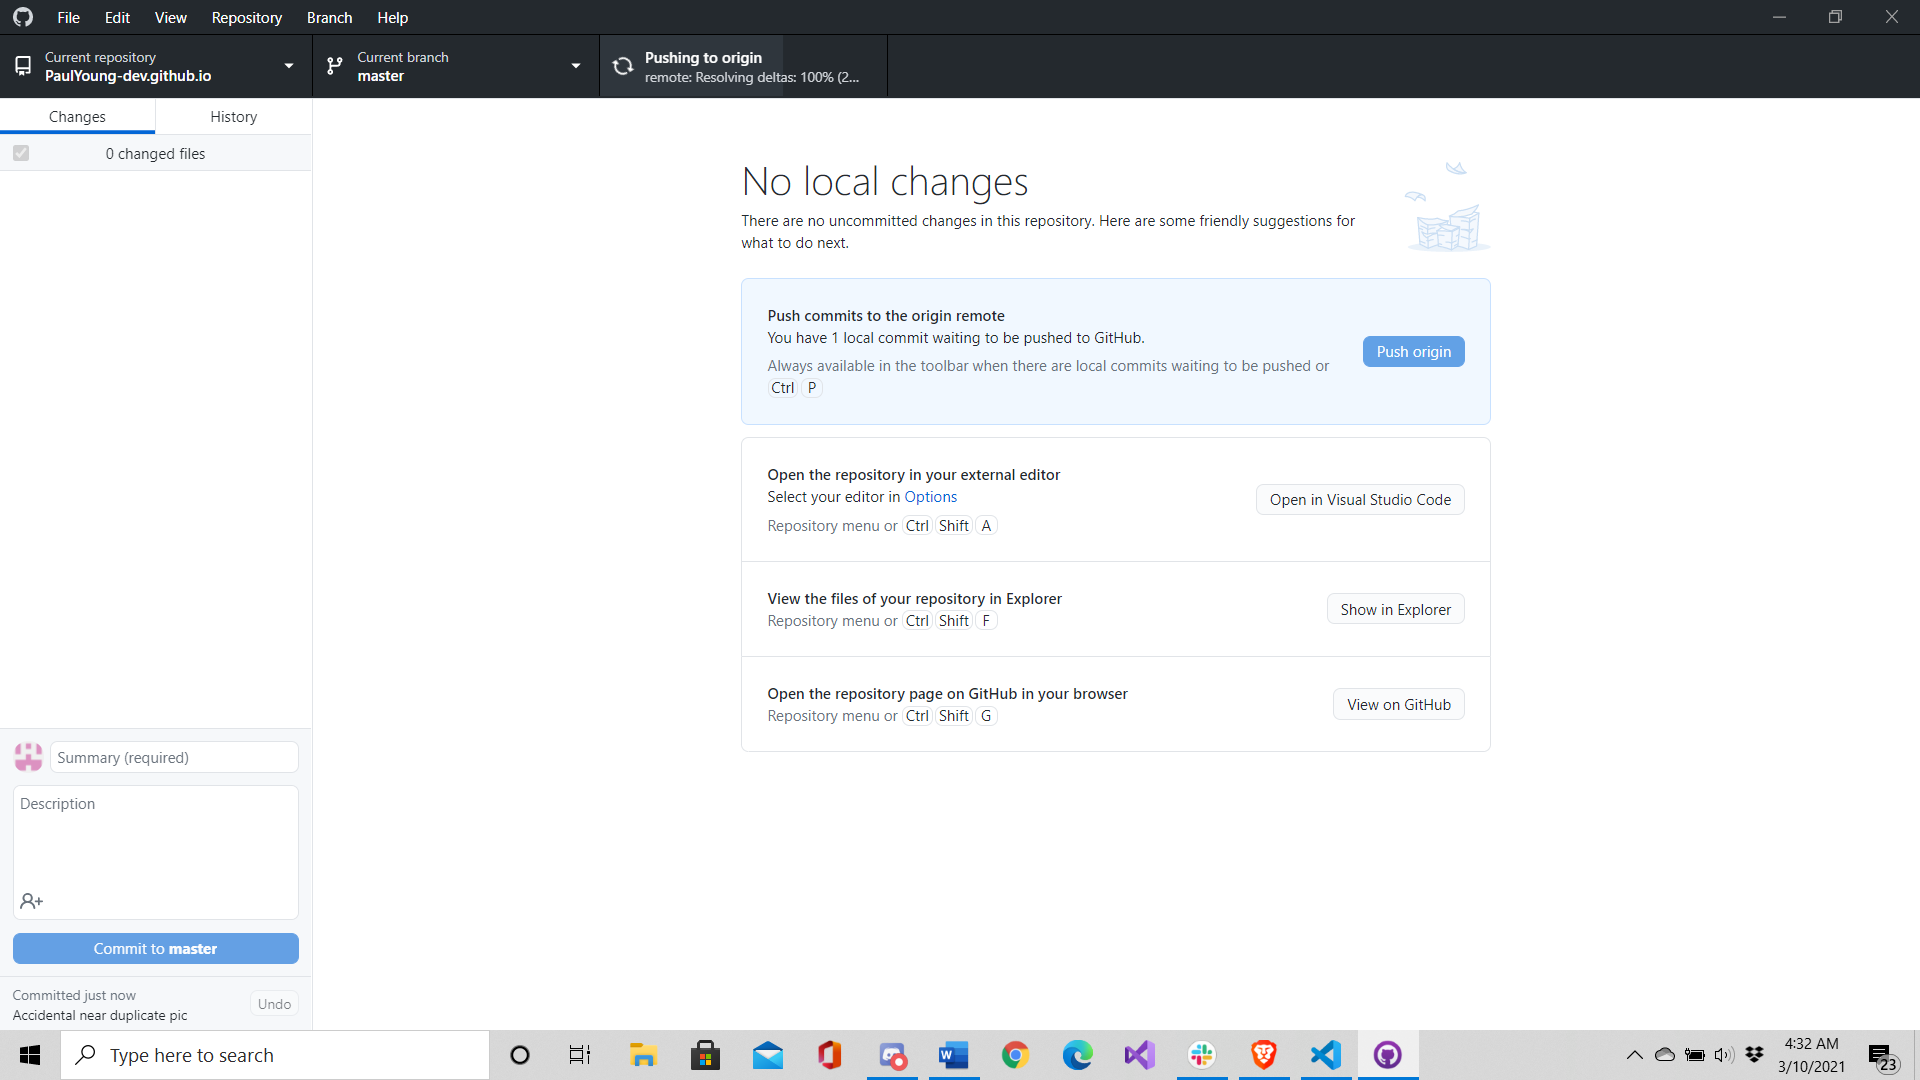 File Edit View Repository Branch Help
Current repository
PaulYoung-dev.github.io
Current branch
master
Pushing to origin
remote: Resolving deltas: 100% (2...
Changes History
0 changed files
No local changes
There are no uncommitted changes in this repository. Here are some friendly suggestions for
what to do next.
Push commits to the origin remote
You have 1 local commit waiting to be pushed to GitHub.
Always available in the toolbar when there are local commits waiting to be pushed or
Ctrl P
Push origin
Open the repository in your external editor
Select your editor in Options
Repository menu or Ctrl Shift A
Open in Visual Studio Code
View the files of your repository in Explorer
Repository menu or Ctrl Shift F
Show in Explorer
Open the repository page on GitHub in your browser
Repository menu or Ctrl Shift G
View on GitHub
Summary (required)
Description
Commit to master
Committed just now
Accidental near duplicate pic
Undo
Type here to search
4:32 AM
3/10/2021
23